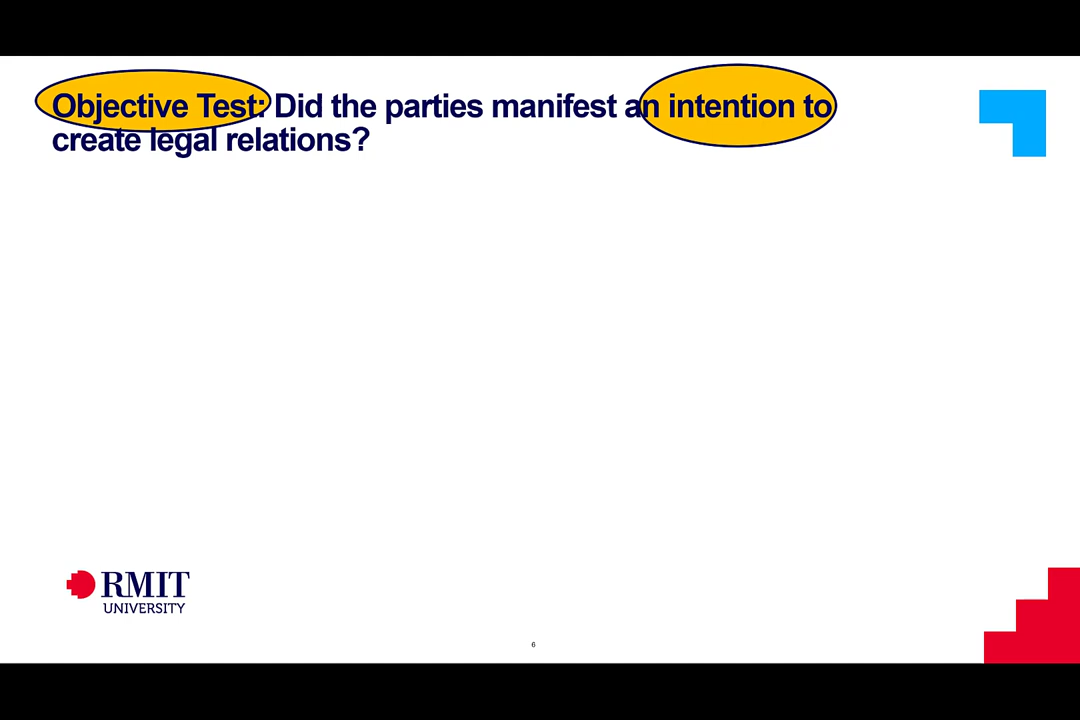 Objective Test: Did the parties manifest an intention to
create legal relations?
RMIT
UNIVERSITY
6